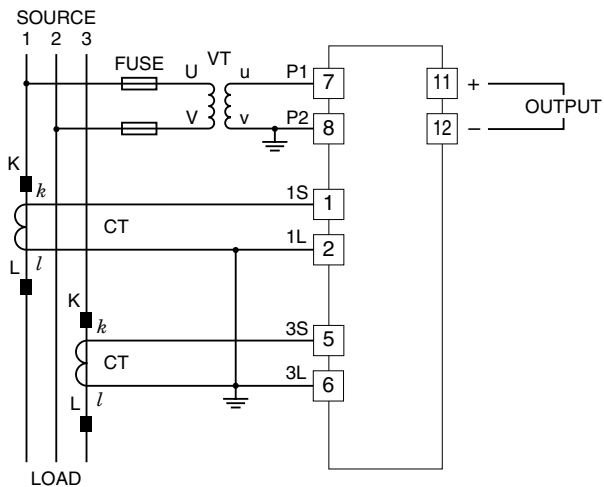 SOURCE
1 2 3
FUSE VT
U u P1 7 11 +
OUTPUT
V v P2 8 12 −
K
k
1S 1
CT
1L 2
L l
K
k
3S 5
CT
3L 6
L l
LOAD